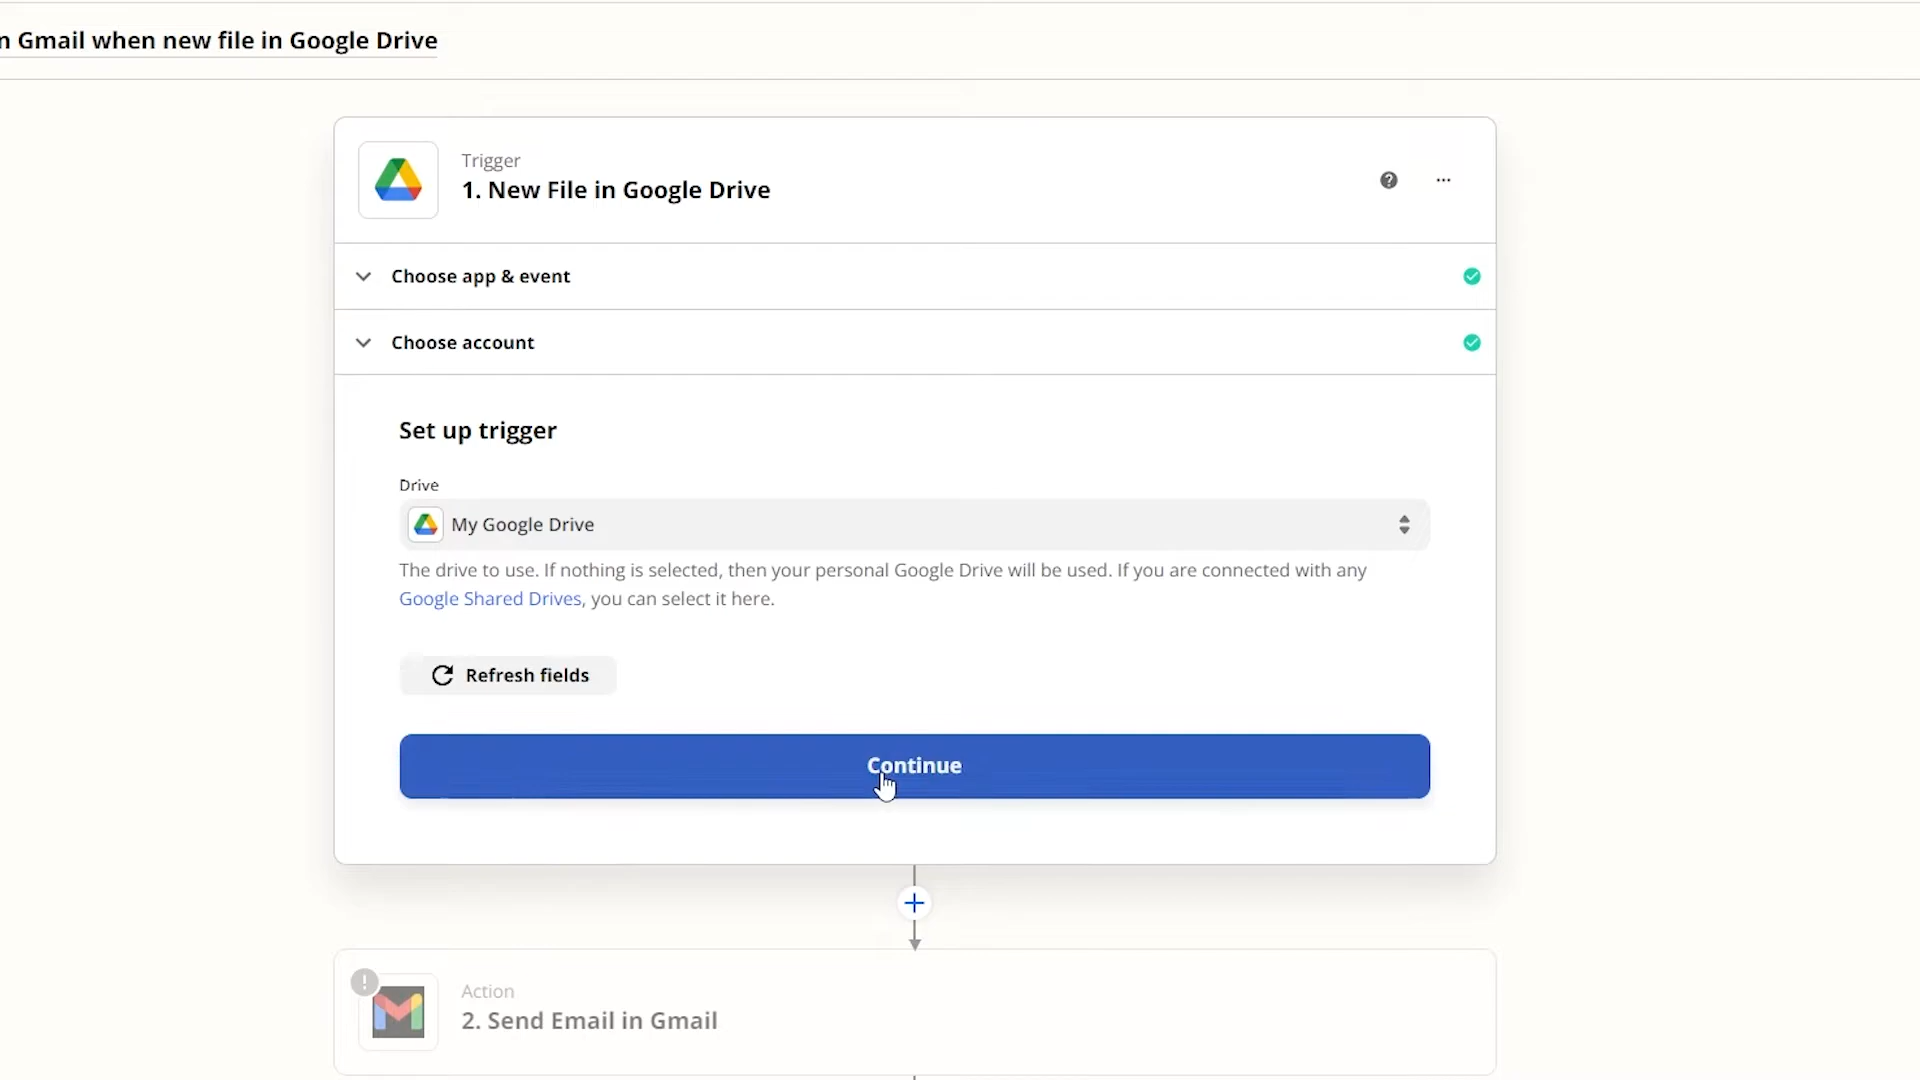 n Gmail when new file in Google Drive
Trigger
1. New File in Google Drive
Choose app & event
Choose account
Set up trigger
Drive
My Google Drive
The drive to use. If nothing is selected, then your personal Google Drive will be used. If you are connected with any
Google Shared Drives, you can select it here.
Refresh fields
Continue
Action
2. Send Email in Gmail